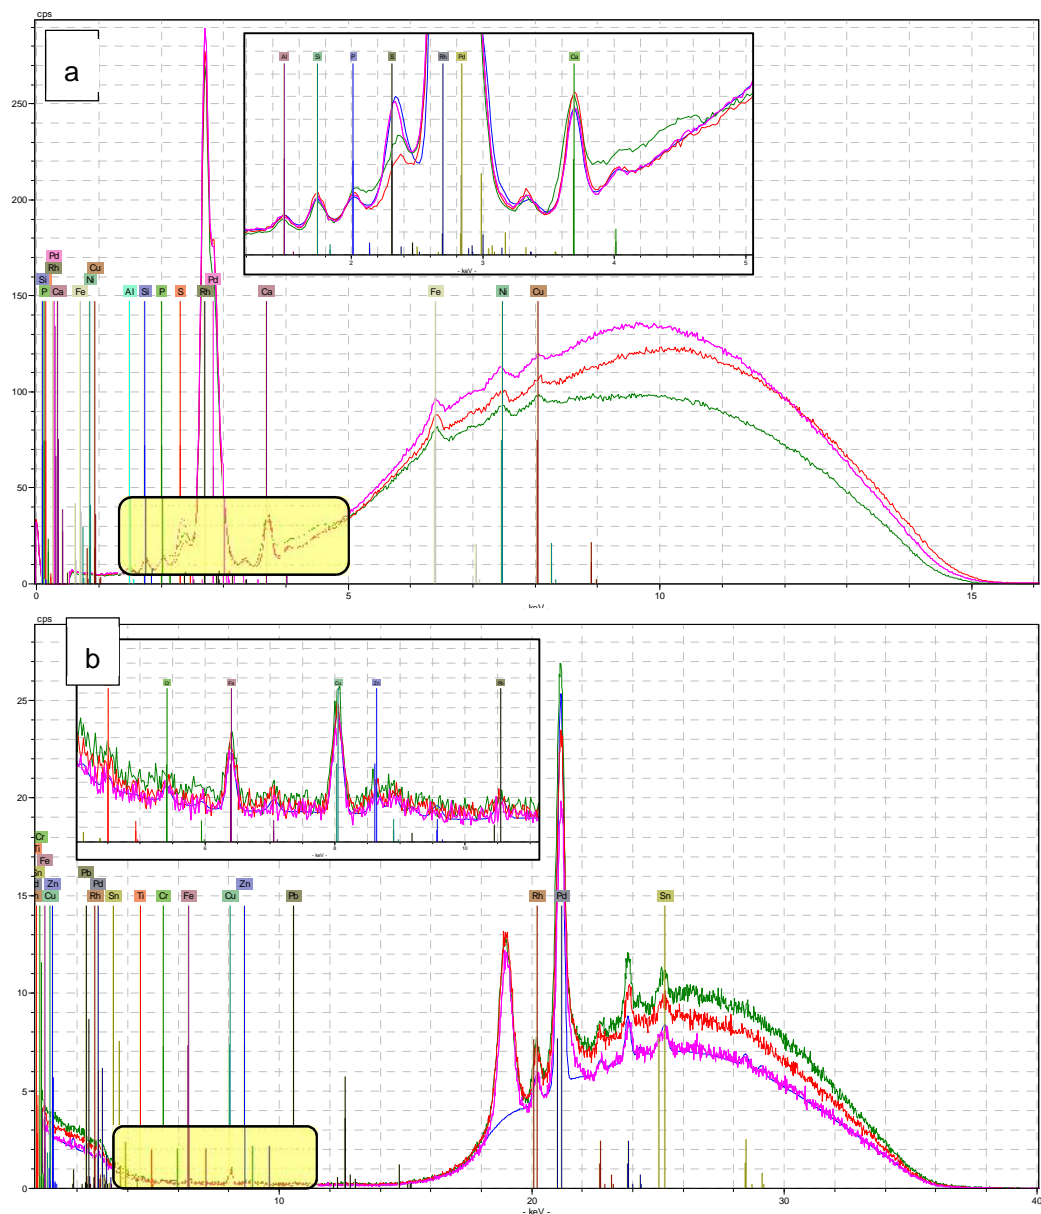 cps
a
Al Si P S Rh Pd Ca
2 3 4 5
- keV -
250
200
150
100
50
0
Pd
Rh Cu
Si Ni
P Ca Fe Al Si P S Rh Pd Ca Fe Ni Cu
0 5 10 15
- keV -
cps
b
Cr Fe Cu Zn Pb
6 8 10
- keV -
25
20
15
10
5
0
Cr
Ti
Fe Pb
Sn
Zn Pd Zn
Cu Rh Sn Ti Cr Fe Cu Pb Rh Pd Sn
10 20 30 40
- keV -